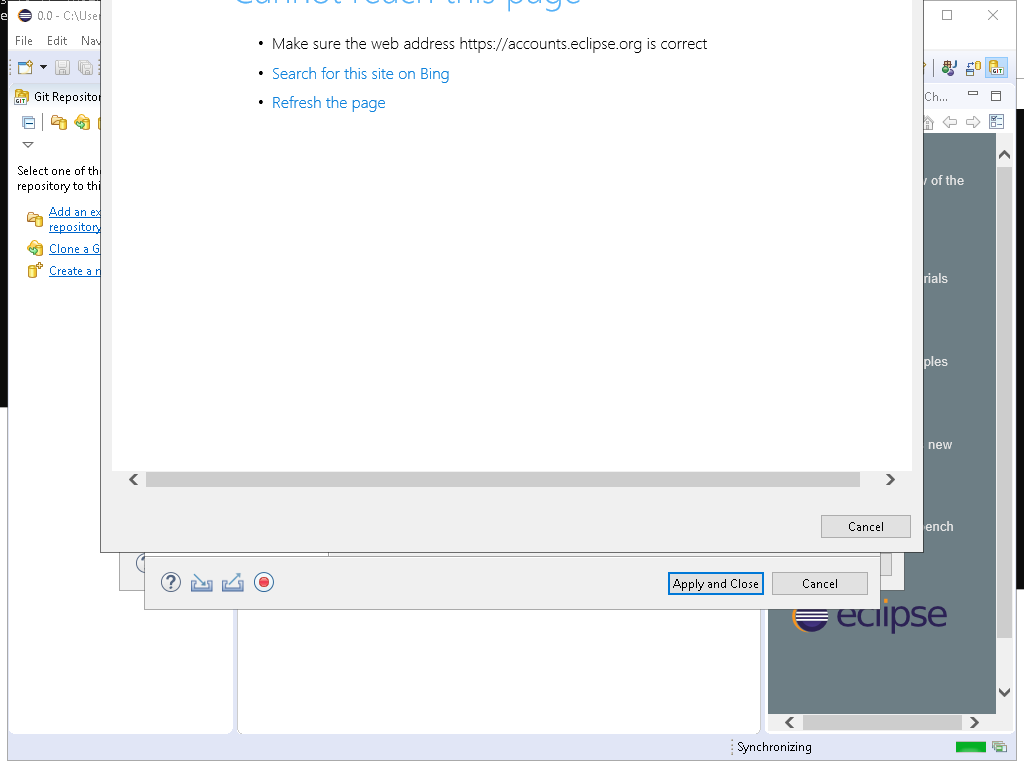 Cannot reach this page
0.0 - C:\User
File Edit Nav
Make sure the web address https://accounts.eclipse.org is correct
Search for this site on Bing
Refresh the page
Git Repositor
Ch...
Select one of th
repository to thi
Add an ex
repository
Clone a G
Create a n
v of the
rials
ples
new
ench
Cancel
Apply and Close
Cancel
eclipse
Synchronizing